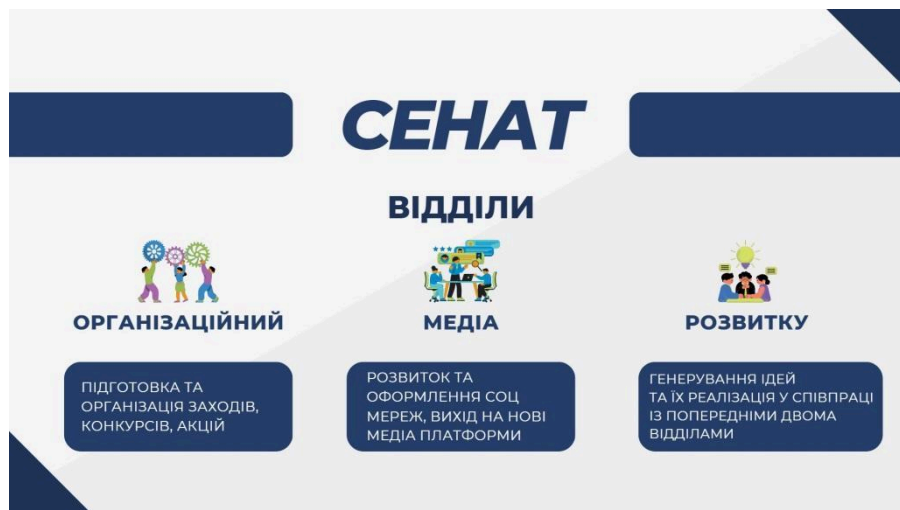 СЕНАТ
ВІДДІЛИ
ОРГАНІЗАЦІЙНИЙ
ПІДГОТОВКА ТА
ОРГАНІЗАЦІЯ ЗАХОДІВ,
КОНКУРСІВ, АКЦІЙ
МЕДІА
РОЗВИТОК ТА
ОФОРМЛЕННЯ СОЦ
МЕРЕЖ, ВИХІД НА НОВІ
МЕДІА ПЛАТФОРМИ
РОЗВИТКУ
ГЕНЕРУВАННЯ ІДЕЙ
ТА ЇХ РЕАЛІЗАЦІЯ У СПІВПРАЦІ
ІЗ ПОПЕРЕДНІМИ ДВОМА
ВІДДІЛАМИ